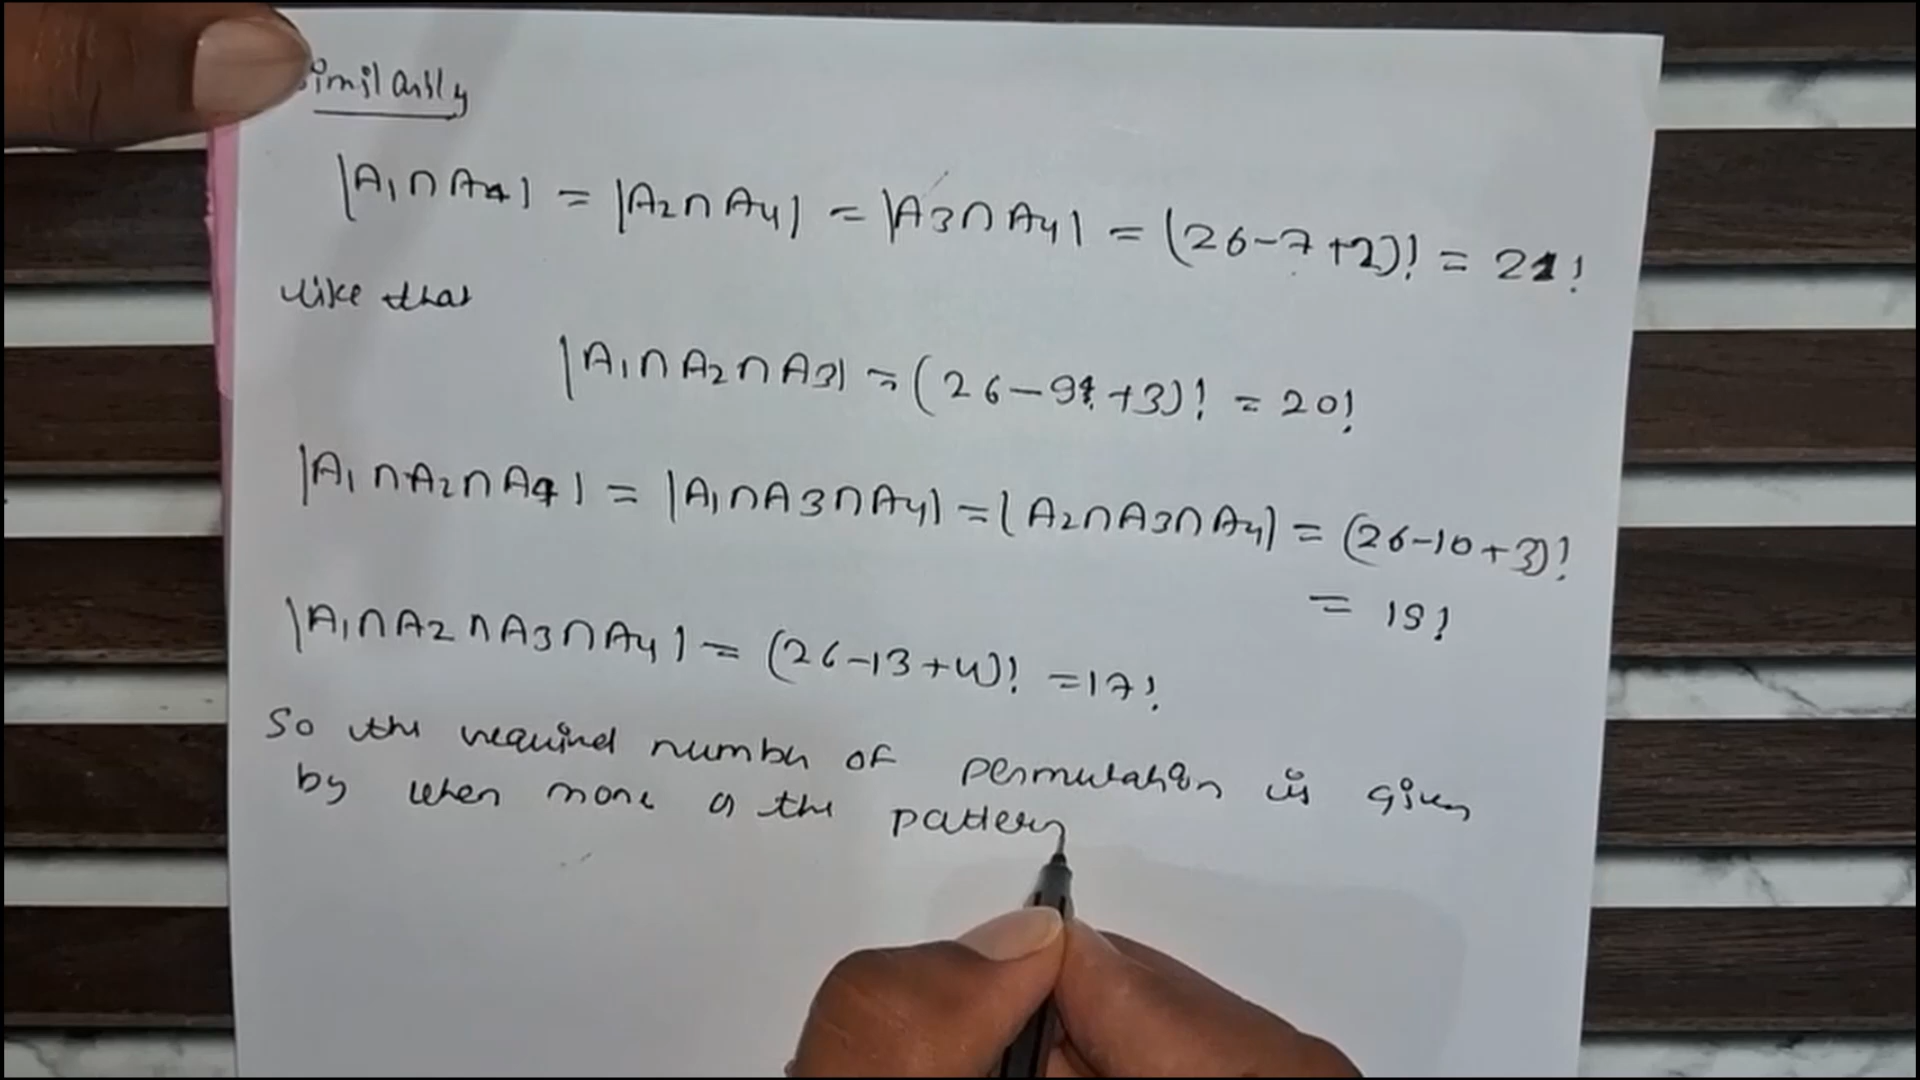 Similarly
|A₁∩A₄| = |A₂∩A₄| = |A₃∩A₄| = (26-7+2)! = 21!
like that
|A₁∩A₂∩A₃| = (26-9+3)! = 20!
|A₁∩A₂∩A₄| = |A₁∩A₃∩A₄| = |A₂∩A₃∩A₄| = (26-10+3)!
= 19!
|A₁∩A₂∩A₃∩A₄| = (26-13+4)! = 17!
So the required number of permutation is given
by when none of the pattern